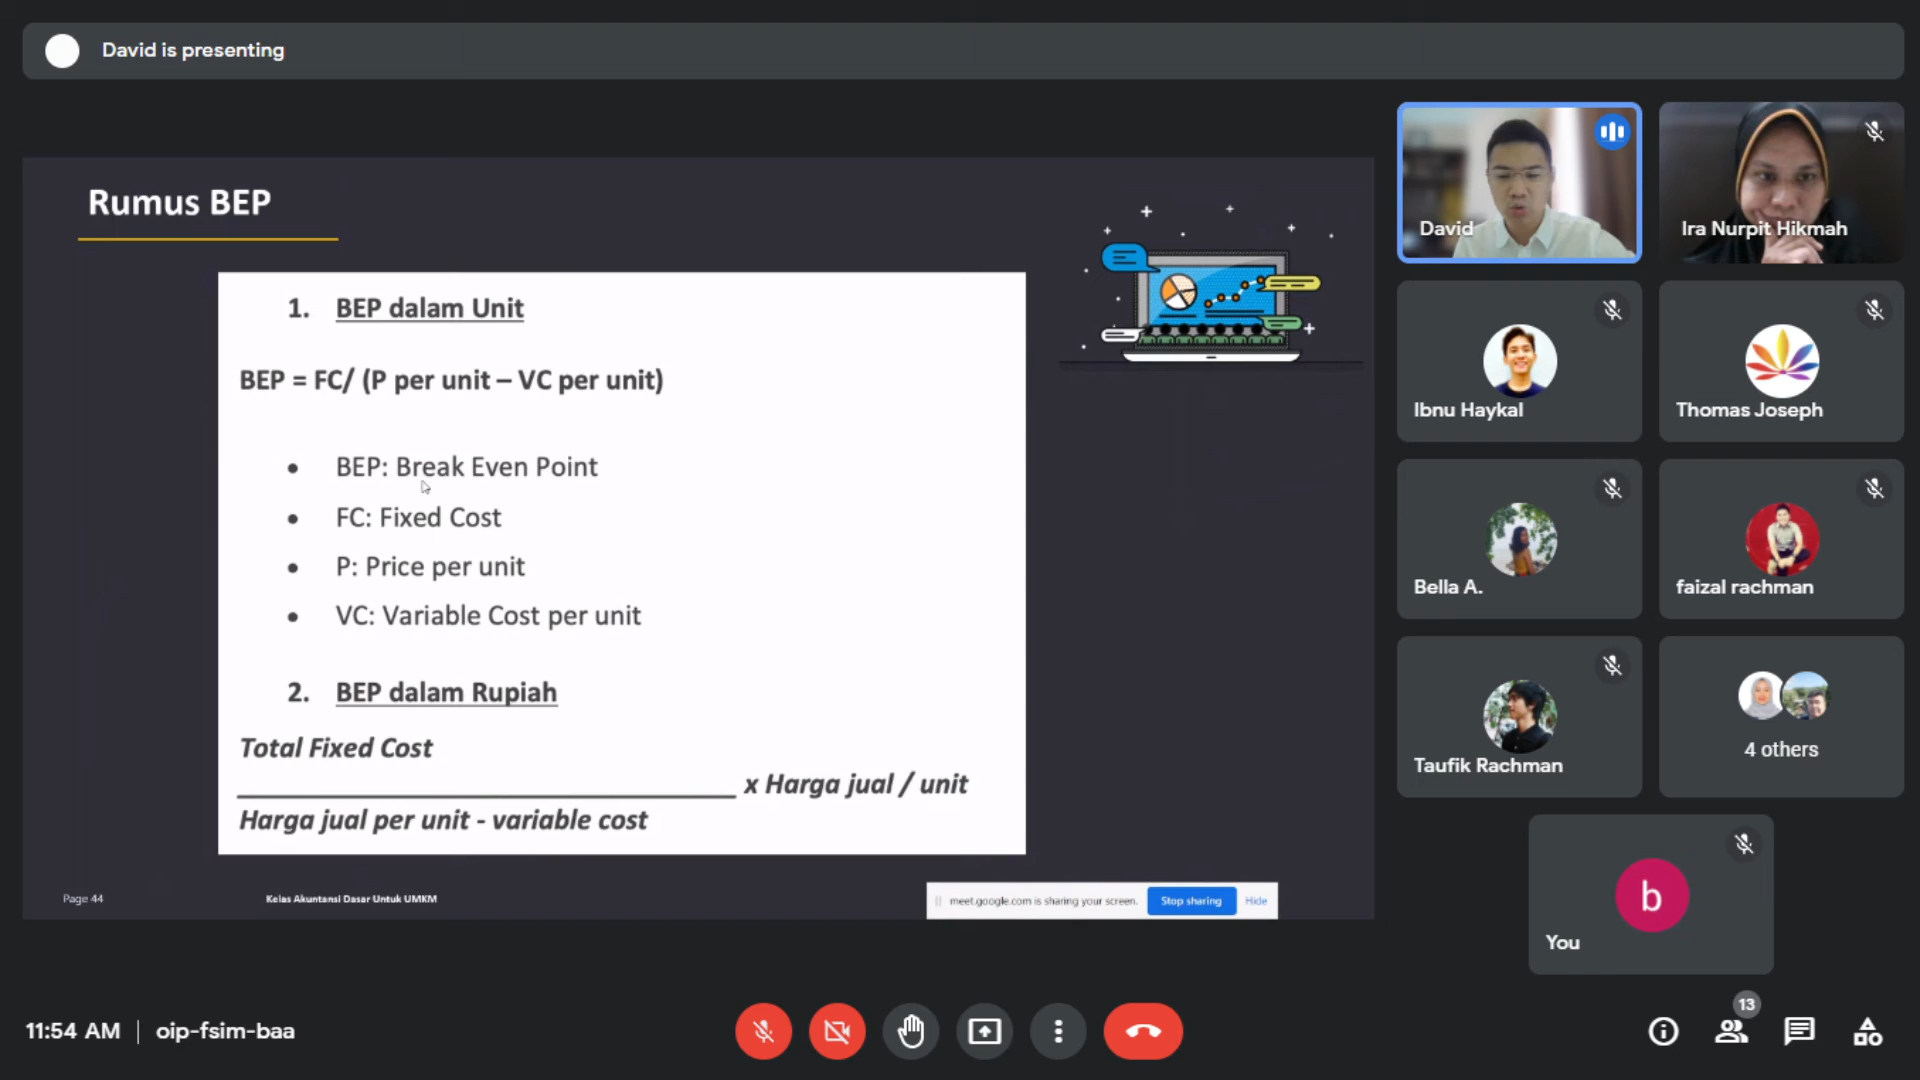 David is presenting
Rumus BEP
1. BEP dalam Unit
BEP = FC/ (P per unit – VC per unit)
• BEP: Break Even Point
• FC: Fixed Cost
• P: Price per unit
• VC: Variable Cost per unit
2. BEP dalam Rupiah
Total Fixed Cost
x Harga jual / unit
Harga jual per unit - variable cost
Page 44
Kelas Akuntansi Dasar Untuk UMKM
meet.google.com is sharing your screen.
Stop sharing
Hide
David
Ira Nurpit Hikmah
Ibnu Haykal
Thomas Joseph
Bella A.
faizal rachman
Taufik Rachman
4 others
b
You
11:54 AM | oip-fsim-baa
13